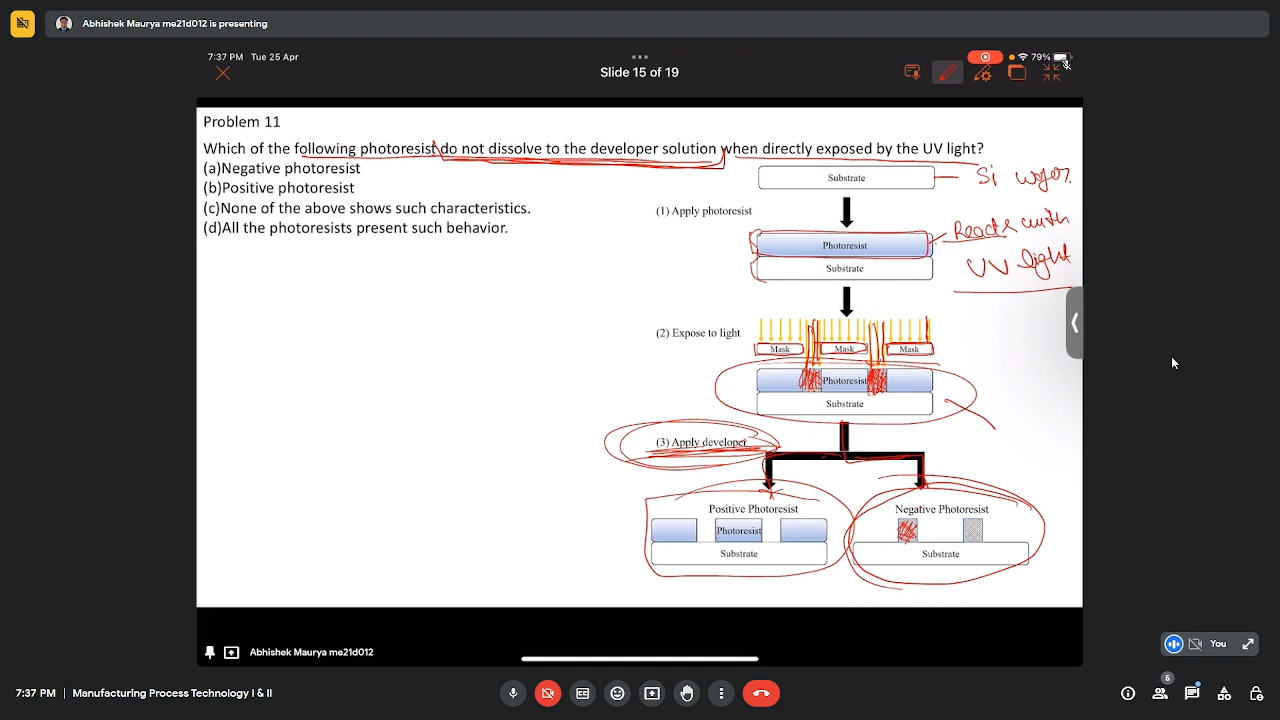 Abhishek Maurya me21d012 is presenting
7:37 PM Tue 25 Apr
79%
Slide 15 of 19
Problem 11
Which of the following photoresist do not dissolve to the developer solution when directly exposed by the UV light?
(a)Negative photoresist
(b)Positive photoresist
(c)None of the above shows such characteristics.
(d)All the photoresists present such behavior.
Substrate
Si wafer
(1) Apply photoresist
Photoresist
Reacts with
UV light
Substrate
(2) Expose to light
Mask Mask Mask
Photoresist
Substrate
(3) Apply developer
Positive Photoresist
Negative Photoresist
Photoresist
Substrate
Substrate
Abhishek Maurya me21d012
You
6
7:37 PM | Manufacturing Process Technology I & II